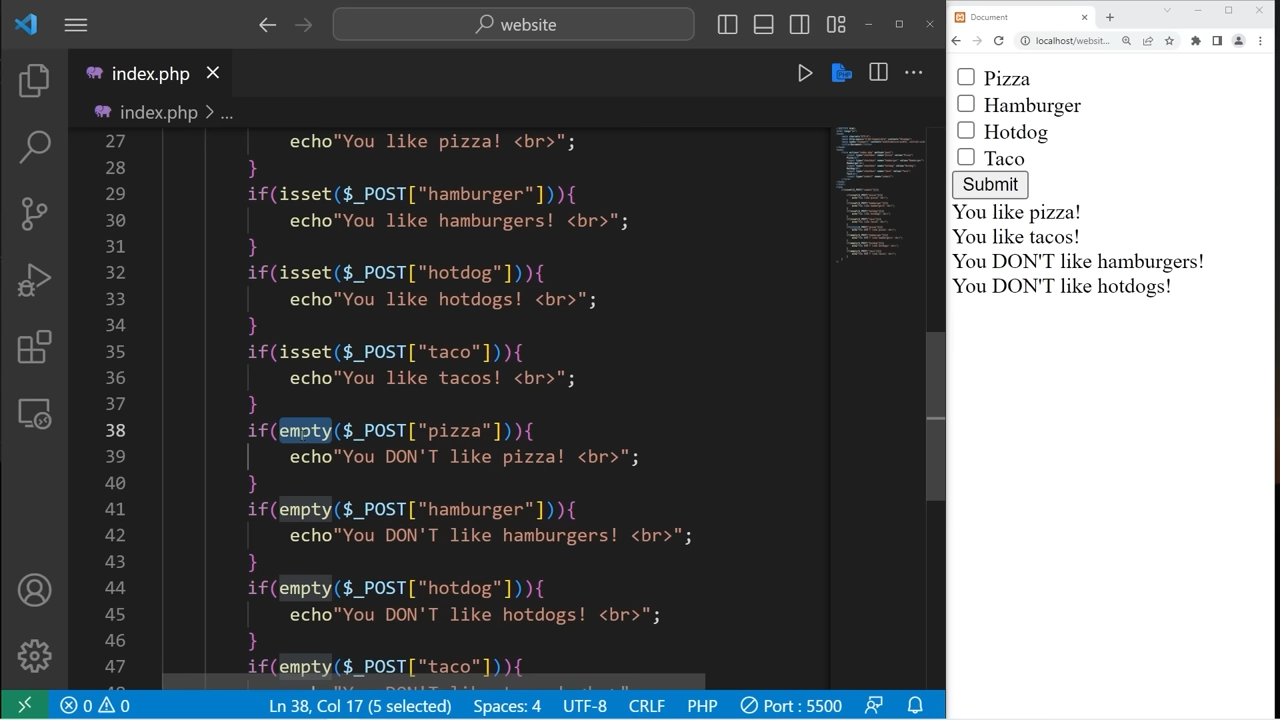 website
index.php
index.php > ...
27 echo"You like pizza! <br>";
28 }
29 if(isset($_POST["hamburger"])){
30 echo"You like hamburgers! <br>";
31 }
32 if(isset($_POST["hotdog"])){
33 echo"You like hotdogs! <br>";
34 }
35 if(isset($_POST["taco"])){
36 echo"You like tacos! <br>";
37 }
38 if(empty($_POST["pizza"])){
39 echo"You DON'T like pizza! <br>";
40 }
41 if(empty($_POST["hamburger"])){
42 echo"You DON'T like hamburgers! <br>";
43 }
44 if(empty($_POST["hotdog"])){
45 echo"You DON'T like hotdogs! <br>";
46 }
47 if(empty($_POST["taco"])){
0 0
Ln 38, Col 17 (5 selected)
Spaces: 4
UTF-8
CRLF
PHP
Port : 5500
Document
localhost/websit...
Pizza
Hamburger
Hotdog
Taco
Submit
You like pizza!
You like tacos!
You DON'T like hamburgers!
You DON'T like hotdogs!